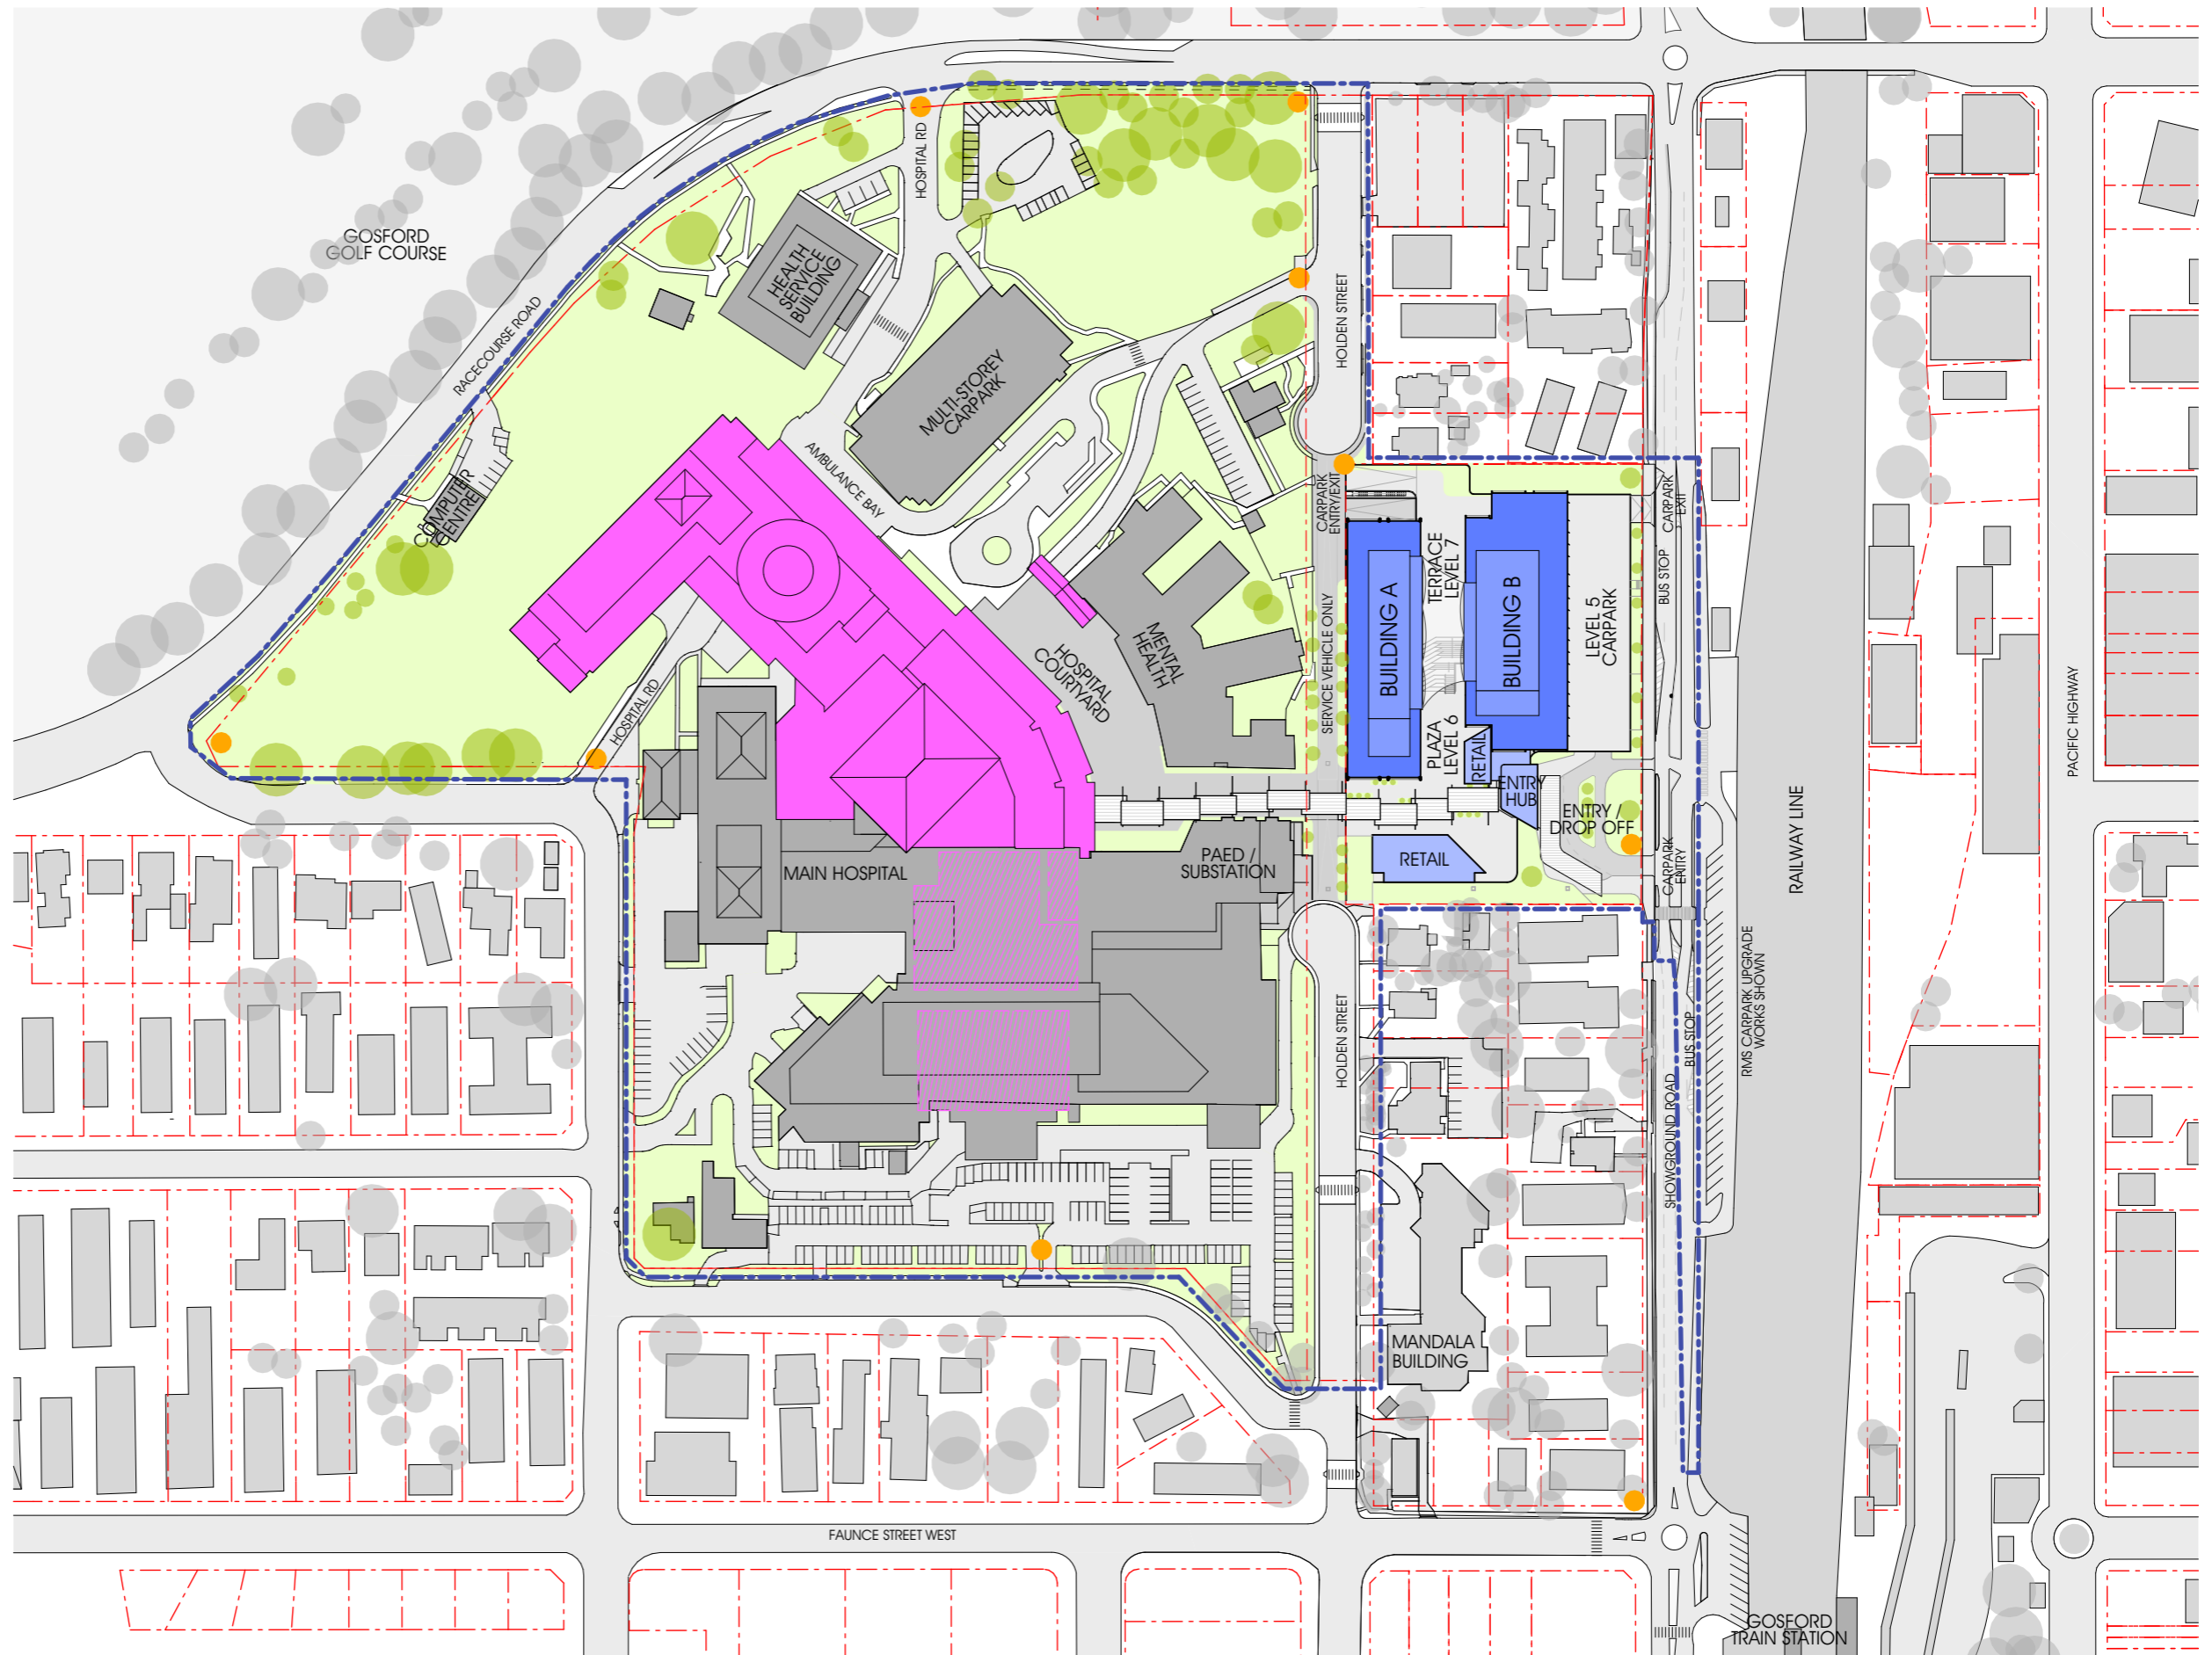 HOSPITAL RD
GOSFORD
GOLF COURSE
HEALTH
SERVICE
BUILDING
RACECOURSE ROAD
HOLDEN STREET
MULTI-STOREY
CARPARK
AMBULANCE BAY
COMPUTER
CENTRE
CARPARK
ENTRY/EXIT
CARPARK
EXIT
TERRACE
LEVEL 7
BUILDING A
BUILDING B
BUS STOP
LEVEL 5
CARPARK
MENTAL
HEALTH
HOSPITAL
COURTYARD
SERVICE VEHICLE ONLY
HOSPITAL RD
PLAZA
LEVEL 6
RETAIL
ENTRY
HUB
ENTRY /
DROP OFF
PACIFIC HIGHWAY
RAILWAY LINE
MAIN HOSPITAL
PAED /
SUBSTATION
RETAIL
CARPARK
ENTRY
RMS CARPARK UPGRADE
WORKS SHOWN
HOLDEN STREET
BUS STOP
SHOWGROUND ROAD
MANDALA
BUILDING
FAUNCE STREET WEST
GOSFORD
TRAIN STATION